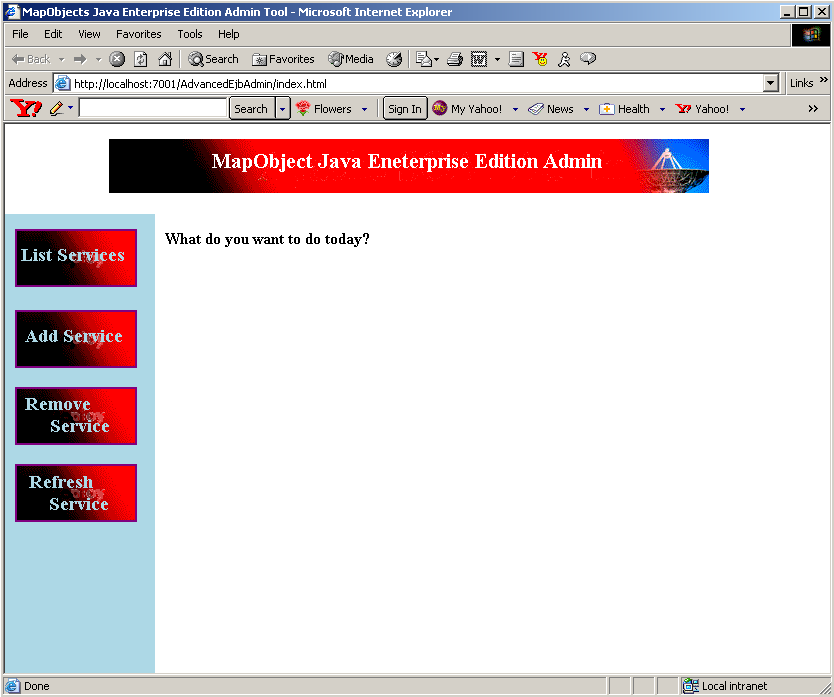 MapObjects Java Enterprise Edition Admin Tool - Microsoft Internet Explorer
File Edit View Favorites Tools Help
Back Search Favorites Media
Address http://localhost:7001/AdvancedEjbAdmin/index.html Links »
Y! Search Flowers Sign In My Yahoo! News Health Y! Yahoo! »
MapObject Java Eneterprise Edition Admin
What do you want to do today?
List Services
Add Service
Remove
Service
Refresh
Service
Done Local intranet